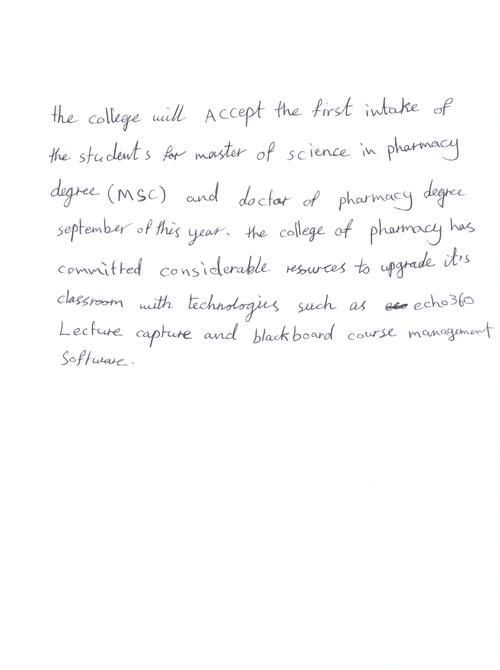 the college will Accept the first intake of
the students for master of science in pharmacy
degree (MSC) and doctor of pharmacy degree
september of this year. the college of pharmacy has
committed considerable resources to upgrade it's
classroom with technologies such as echo360
Lecture capture and blackboard course management
Software.